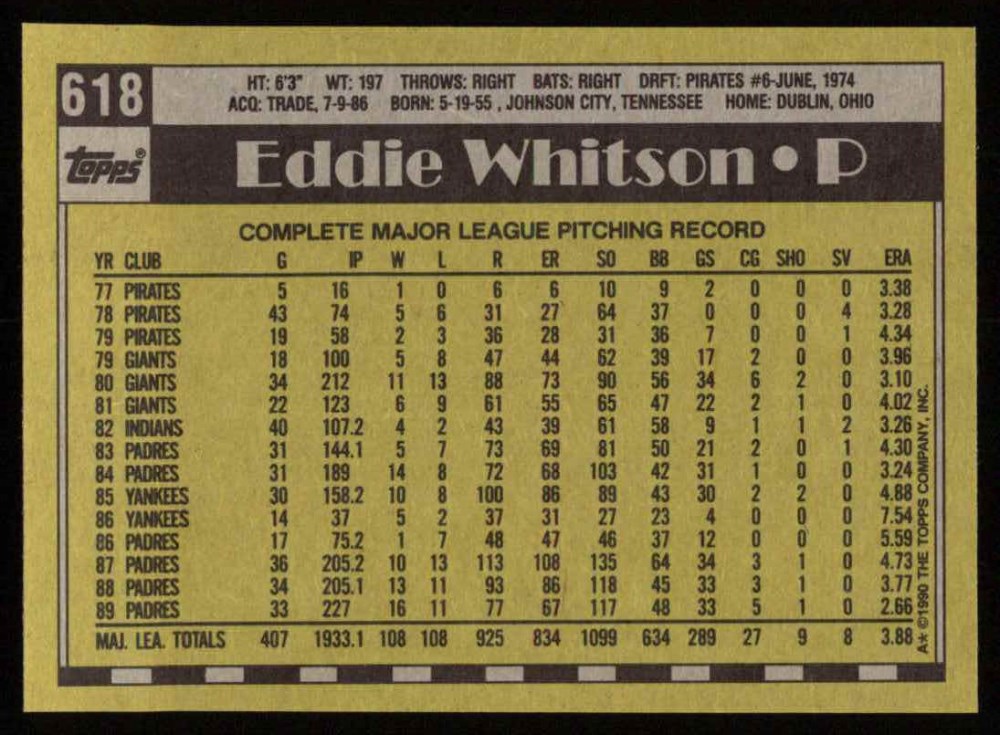 618
HT: 6'3" WT: 197 THROWS: RIGHT BATS: RIGHT DRFT: PIRATES #6-JUNE, 1974
ACQ: TRADE, 7-9-86 BORN: 5-19-55 , JOHNSON CITY, TENNESSEE HOME: DUBLIN, OHIO
TOPPS®
Eddie Whitson • P
COMPLETE MAJOR LEAGUE PITCHING RECORD
YR CLUB G IP W L R ER SO BB GS CG SHO SV ERA
77 PIRATES 5 16 1 0 6 6 10 9 2 0 0 0 3.38
78 PIRATES 43 74 5 6 31 27 64 37 0 0 0 4 3.28
79 PIRATES 19 58 2 3 36 28 31 36 7 0 0 1 4.34
79 GIANTS 18 100 5 8 47 44 62 39 17 2 0 0 3.96
80 GIANTS 34 212 11 13 88 73 90 56 34 6 2 0 3.10
81 GIANTS 22 123 6 9 61 55 65 47 22 2 1 0 4.02
82 INDIANS 40 107.2 4 2 43 39 61 58 9 1 1 2 3.26
83 PADRES 31 144.1 5 7 73 69 81 50 21 2 0 1 4.30
84 PADRES 31 189 14 8 72 68 103 42 31 1 0 0 3.24
85 YANKEES 30 158.2 10 8 100 86 89 43 30 2 2 0 4.88
86 YANKEES 14 37 5 2 37 31 27 23 4 0 0 0 7.54
86 PADRES 17 75.2 1 7 48 47 46 37 12 0 0 0 5.59
87 PADRES 36 205.2 10 13 113 108 135 64 34 3 1 0 4.73
88 PADRES 34 205.1 13 11 93 86 118 45 33 3 1 0 3.77
89 PADRES 33 227 16 11 77 67 117 48 33 5 1 0 2.66
MAJ. LEA. TOTALS 407 1933.1 108 108 925 834 1099 634 289 27 9 8 3.88
A* ©1990 THE TOPPS COMPANY, INC.